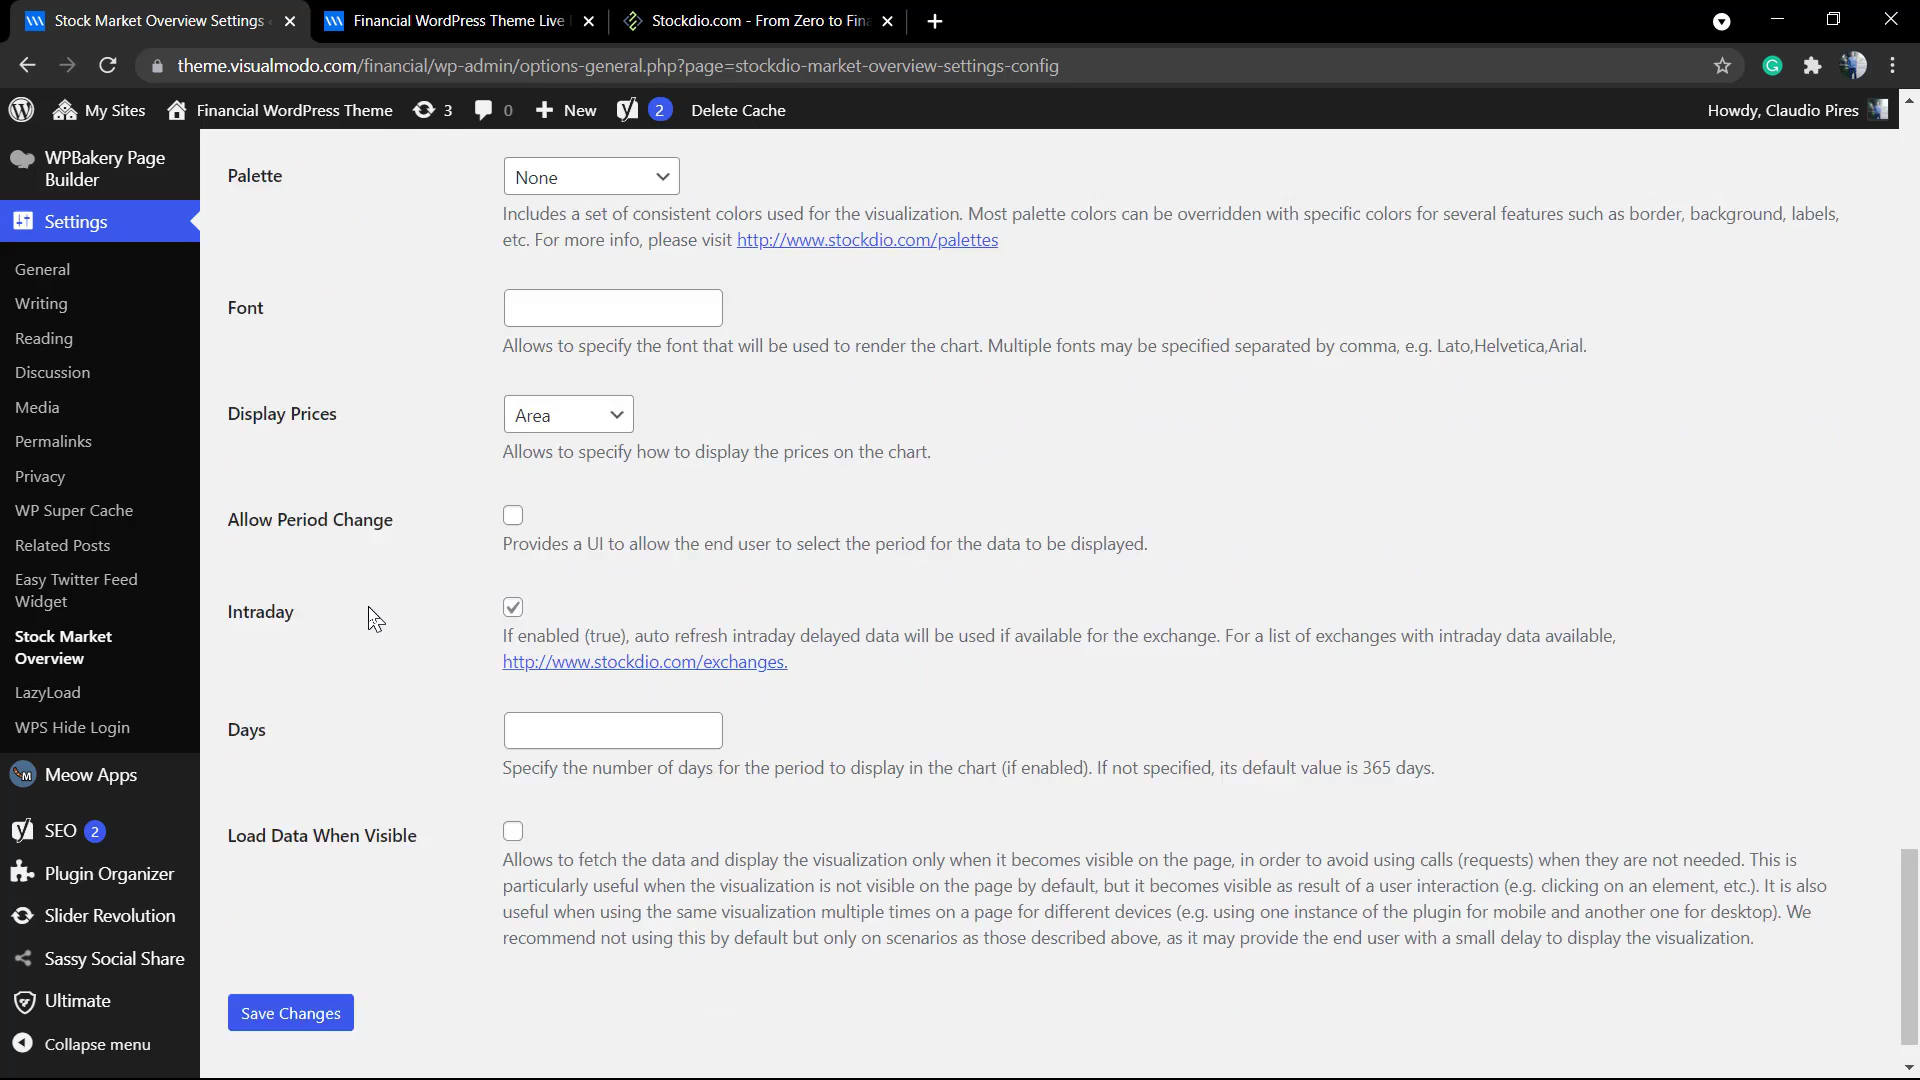 Stock Market Overview Settings
Financial WordPress Theme Live
Stockdio.com - From Zero to Fin
theme.visualmodo.com/financial/wp-admin/options-general.php?page=stockdio-market-overview-settings-config
My Sites
Financial WordPress Theme
3
0
New
2
Delete Cache
Howdy, Claudio Pires
WPBakery Page
Builder
Settings
General
Writing
Reading
Discussion
Media
Permalinks
Privacy
WP Super Cache
Related Posts
Easy Twitter Feed
Widget
Stock Market
Overview
LazyLoad
WPS Hide Login
Meow Apps
SEO 2
Plugin Organizer
Slider Revolution
Sassy Social Share
Ultimate
Collapse menu
Palette
None
Includes a set of consistent colors used for the visualization. Most palette colors can be overridden with specific colors for several features such as border, background, labels,
etc. For more info, please visit http://www.stockdio.com/palettes
Font
Allows to specify the font that will be used to render the chart. Multiple fonts may be specified separated by comma, e.g. Lato,Helvetica,Arial.
Display Prices
Area
Allows to specify how to display the prices on the chart.
Allow Period Change
Provides a UI to allow the end user to select the period for the data to be displayed.
Intraday
If enabled (true), auto refresh intraday delayed data will be used if available for the exchange. For a list of exchanges with intraday data available,
http://www.stockdio.com/exchanges.
Days
Specify the number of days for the period to display in the chart (if enabled). If not specified, its default value is 365 days.
Load Data When Visible
Allows to fetch the data and display the visualization only when it becomes visible on the page, in order to avoid using calls (requests) when they are not needed. This is
particularly useful when the visualization is not visible on the page by default, but it becomes visible as result of a user interaction (e.g. clicking on an element, etc.). It is also
useful when using the same visualization multiple times on a page for different devices (e.g. using one instance of the plugin for mobile and another one for desktop). We
recommend not using this by default but only on scenarios as those described above, as it may provide the end user with a small delay to display the visualization.
Save Changes